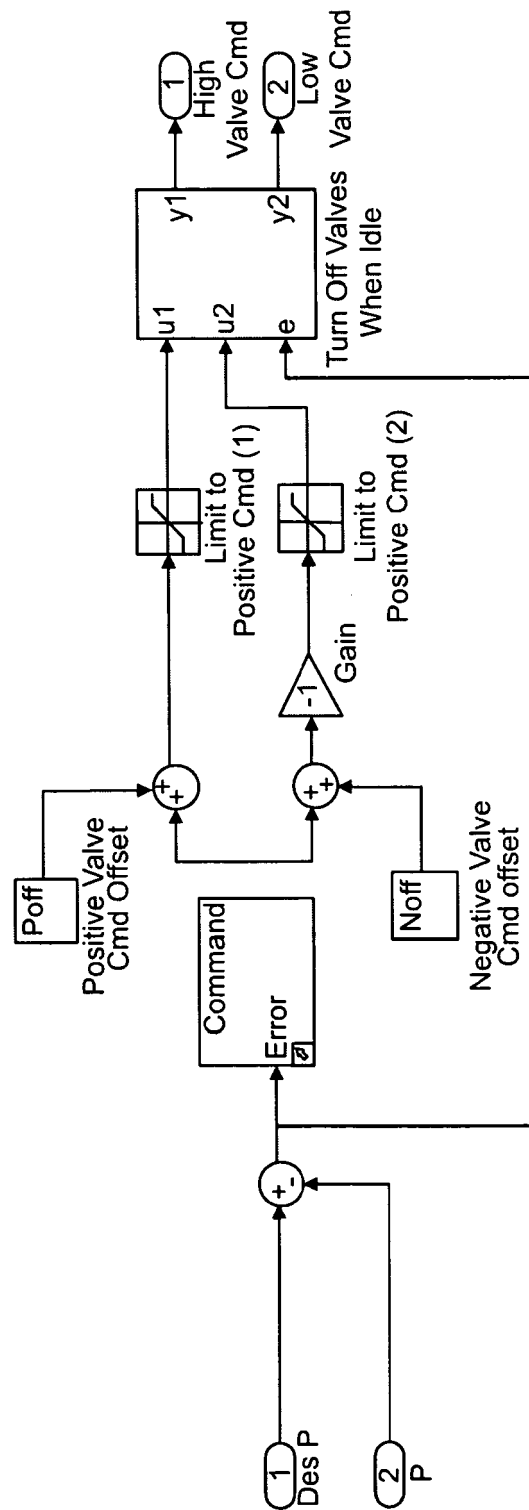 1
Des P
2
P
+
-
Error
Command
Poff
Positive Valve
Cmd Offset
Noff
Negative Valve
Cmd offset
+
+
+
+
-1
Gain
Limit to
Positive Cmd (1)
Limit to
Positive Cmd (2)
u1
u2
e
y1
y2
Turn Off Valves
When Idle
1
High
Valve Cmd
2
Low
Valve Cmd